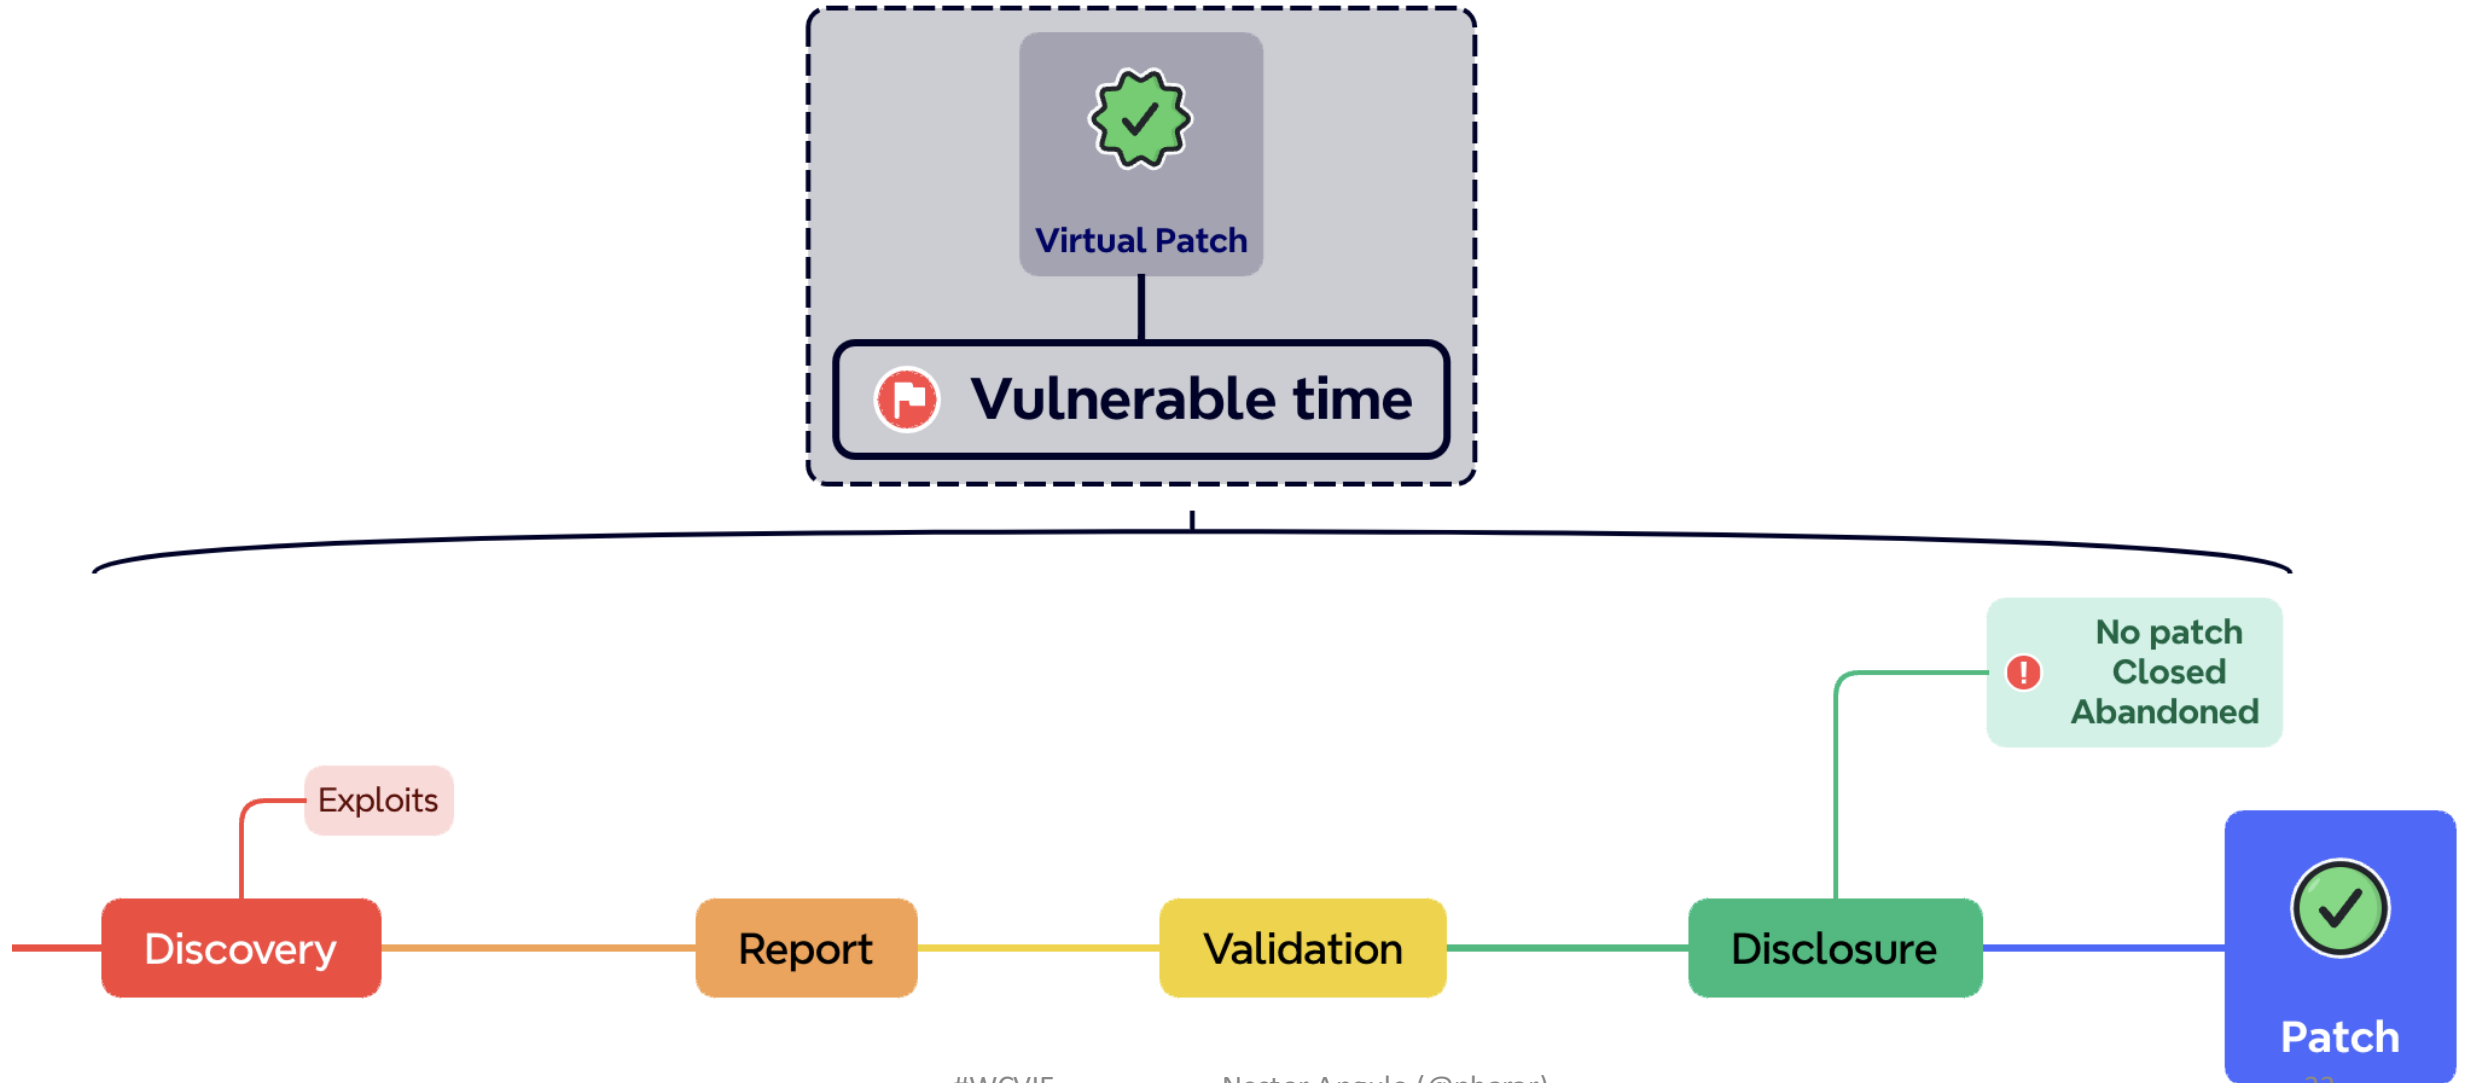 Virtual Patch
Vulnerable time
No patch
Closed
Abandoned
Exploits
Discovery
Report
Validation
Disclosure
Patch